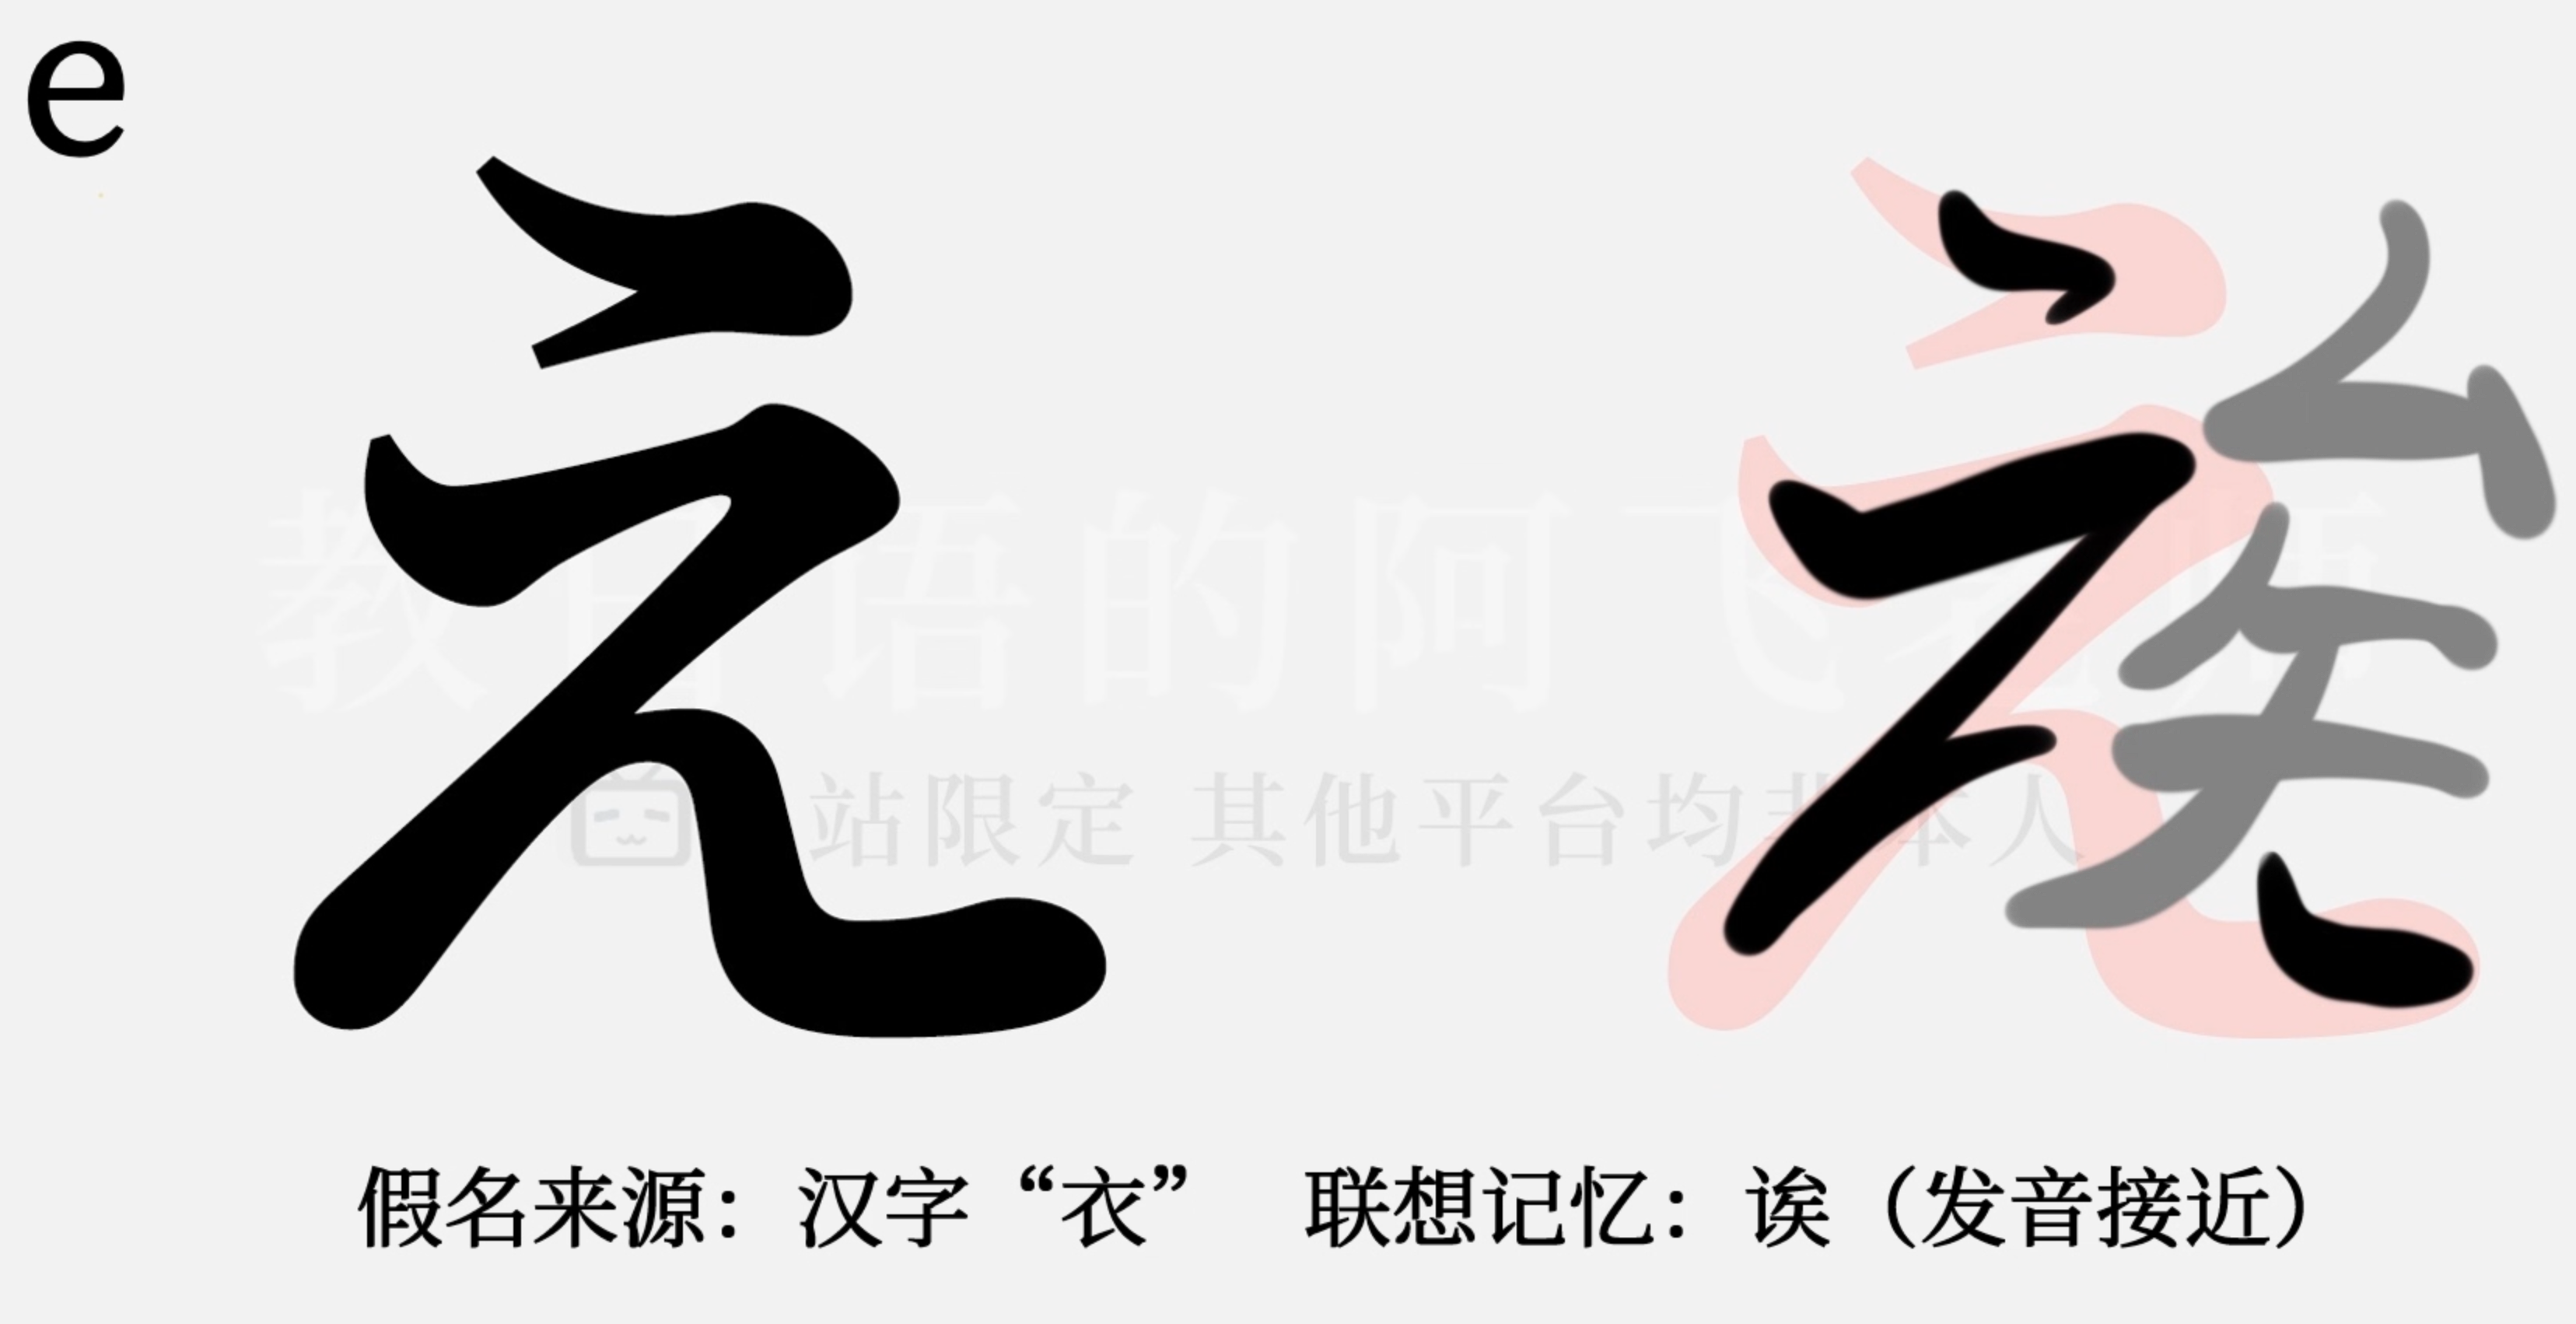 e
え 诶
教日语的阿飞老师
站限定 其他平台均非本人
假名来源：汉字“衣” 联想记忆：诶（发音接近）